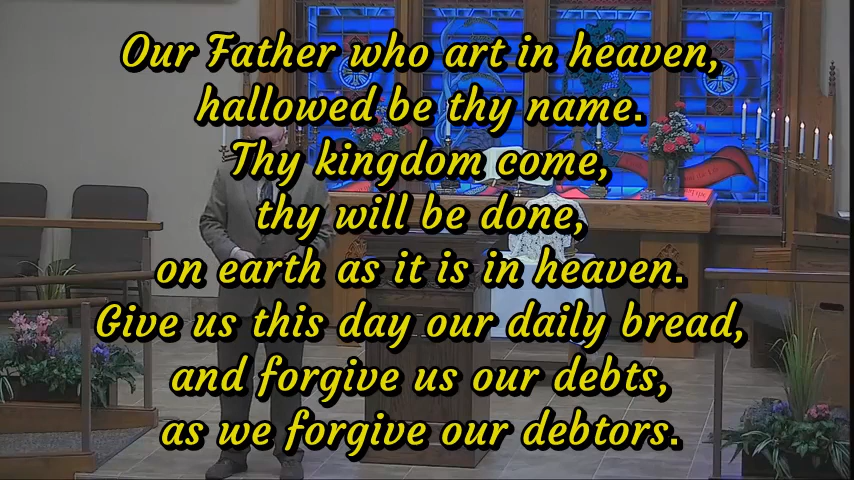 Our Father who art in heaven,
hallowed be thy name.
Thy kingdom come,
thy will be done,
on earth as it is in heaven.
Give us this day our daily bread,
and forgive us our debts,
as we forgive our debtors.